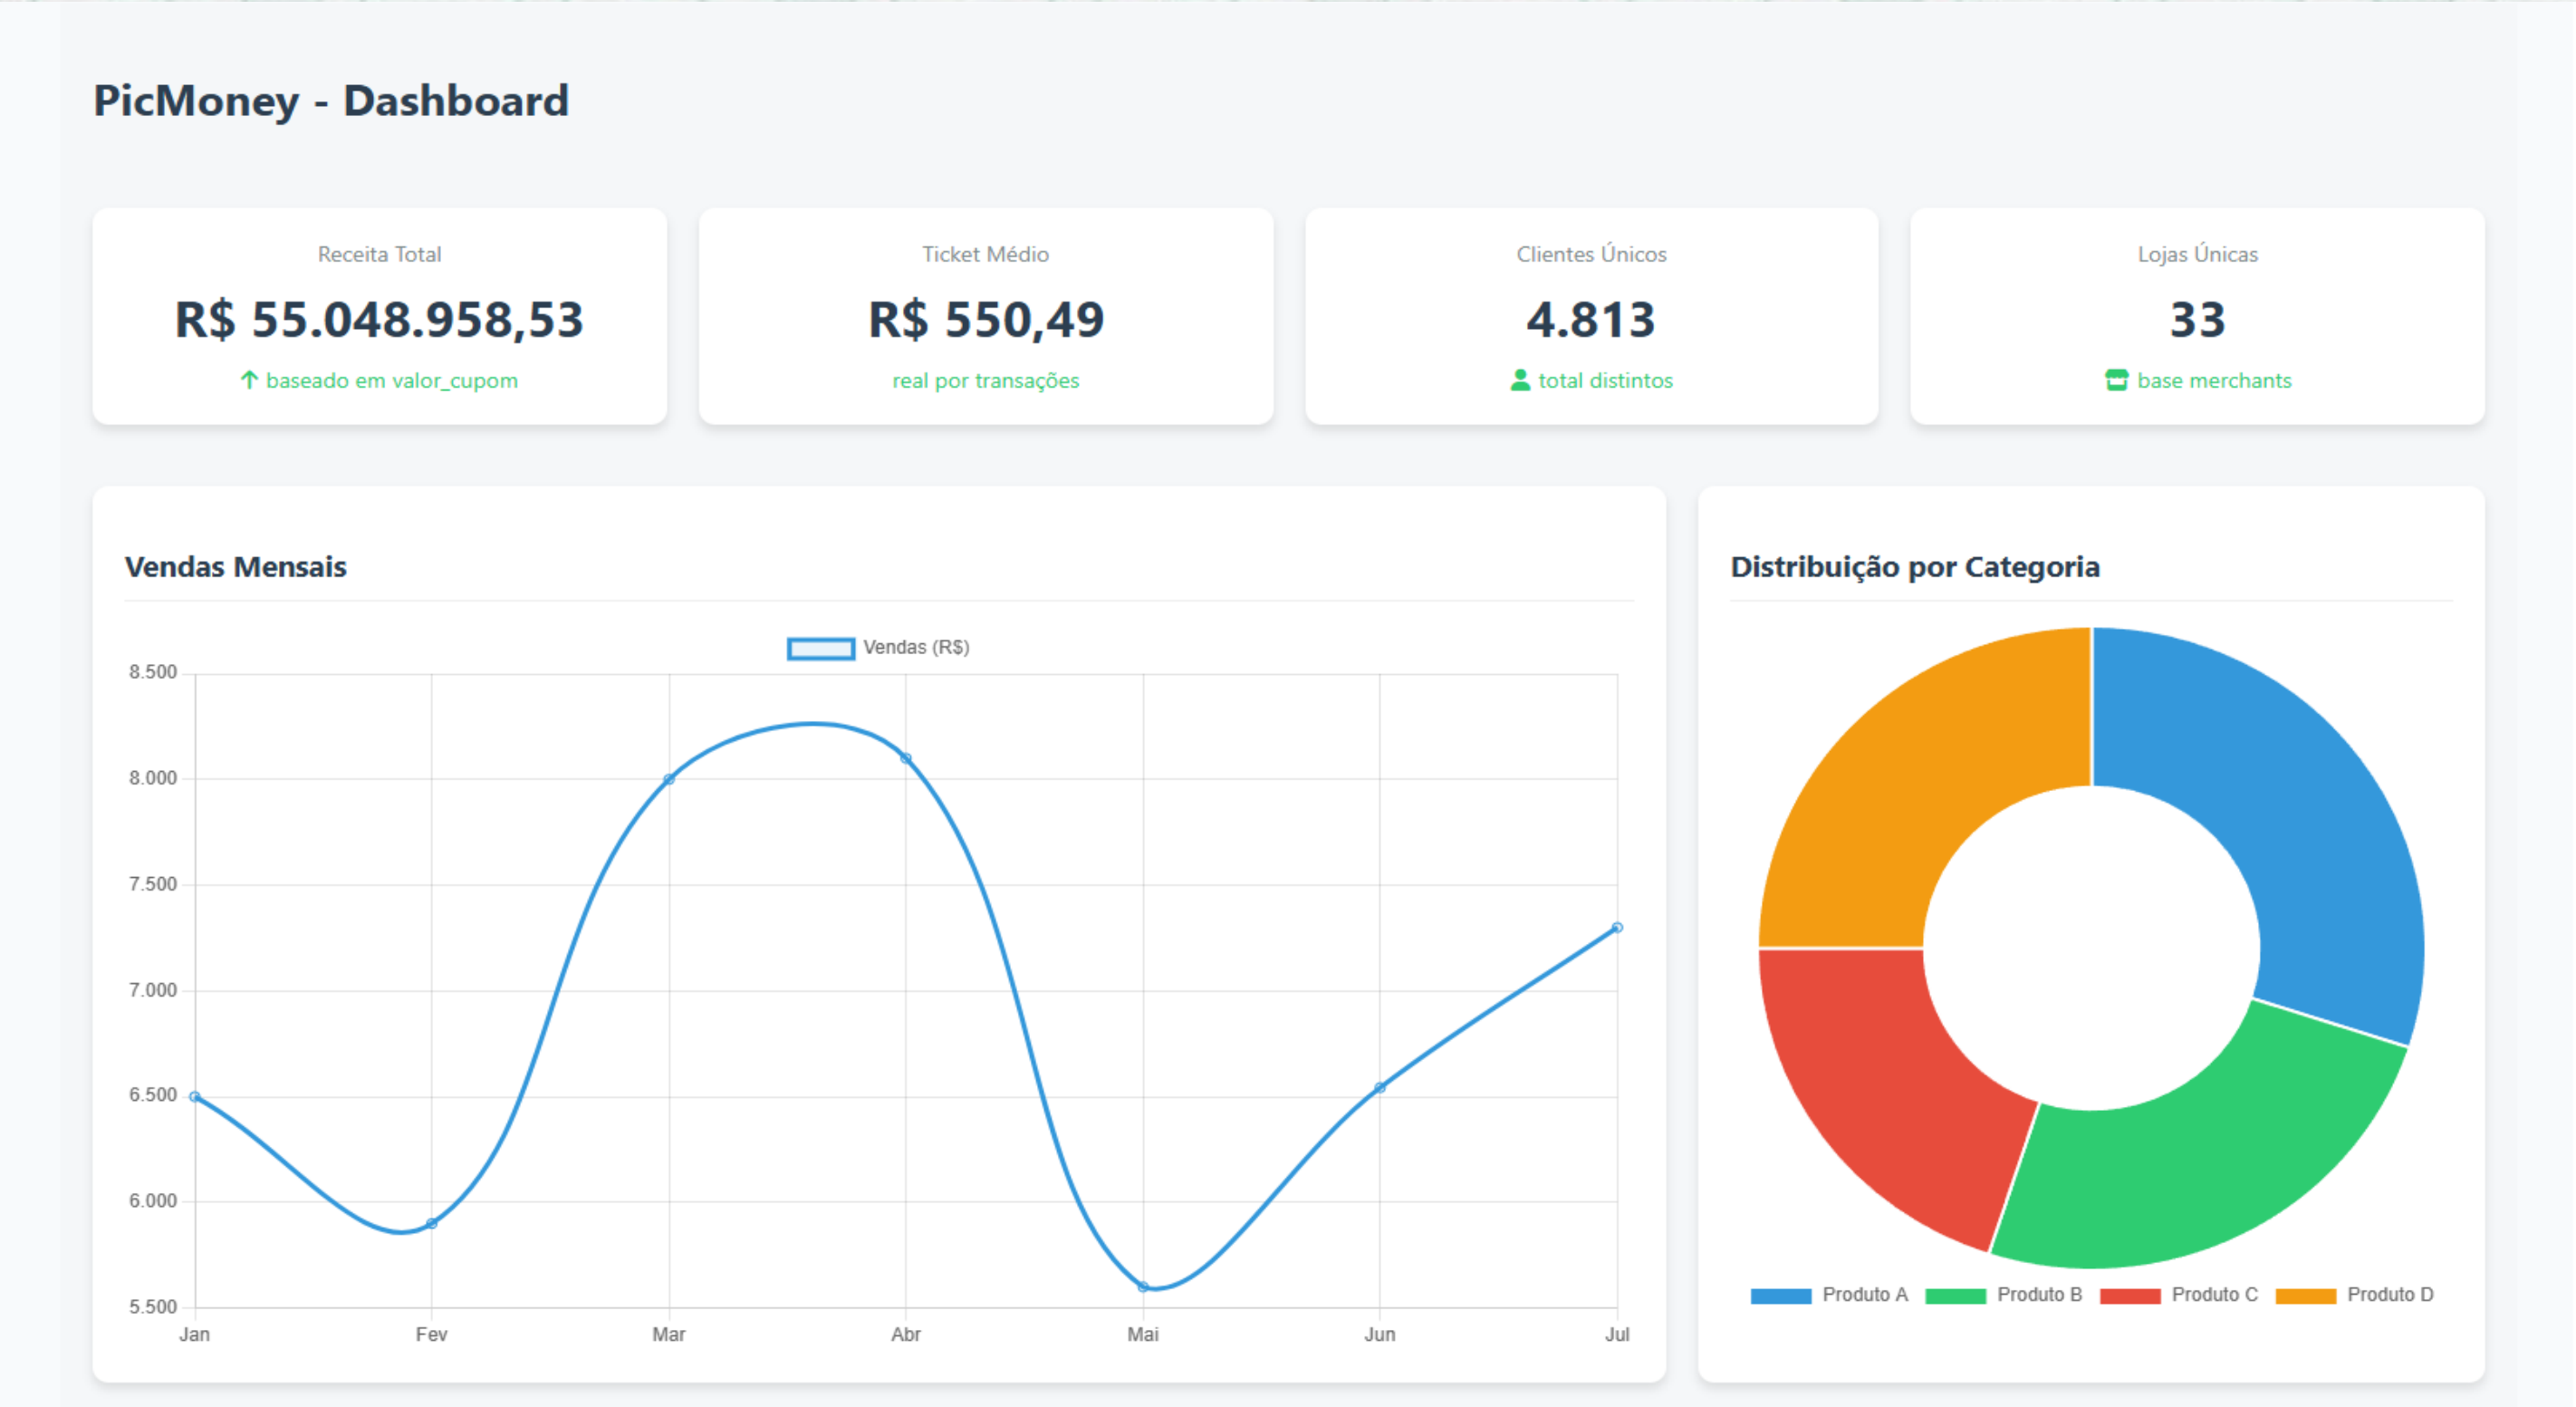 PicMoney - Dashboard
Receita Total
R$ 55.048.958,53
baseado em valor_cupom
Ticket Médio
R$ 550,49
real por transações
Clientes Únicos
4.813
total distintos
Lojas Únicas
33
base merchants
Vendas Mensais
Vendas (R$)
8.500
8.000
7.500
7.000
6.500
6.000
5.500
Jan Fev Mar Abr Mai Jun Jul
Distribuição por Categoria
Produto A Produto B Produto C Produto D